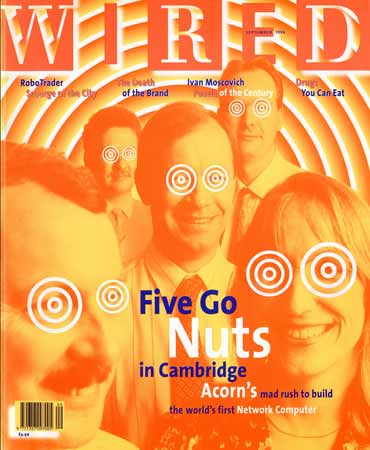 WIRED
SEPTEMBER 1996
RoboTrader
Scourge of the City
The Death
of the Brand
Ivan Moscovich
Puzzle of the Century
Drugs
You Can Eat
Five Go
Nuts
in Cambridge
Acorn's mad rush to build
the world's first Network Computer